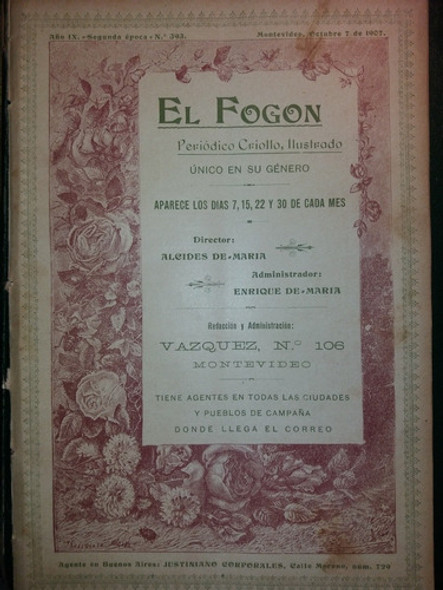 Año IX.-Segunda época-N.º 393.
Montevideo, Octubre 7 de 1907.
EL FOGON
Periódico Criollo, Ilustrado
ÚNICO EN SU GÉNERO
APARECE LOS DIAS 7, 15, 22 Y 30 DE CADA MES
Director:
ALCIDES DE-MARIA
Administrador:
ENRIQUE DE-MARIA
Redacción y Administración:
VAZQUEZ, N.º 106
MONTEVIDEO
TIENE AGENTES EN TODAS LAS CIUDADES
Y PUEBLOS DE CAMPAÑA
DONDE LLEGA EL CORREO
Agente en Buenos Aires: JUSTINIANO CORPORALES, Calle Moreno, num. 729